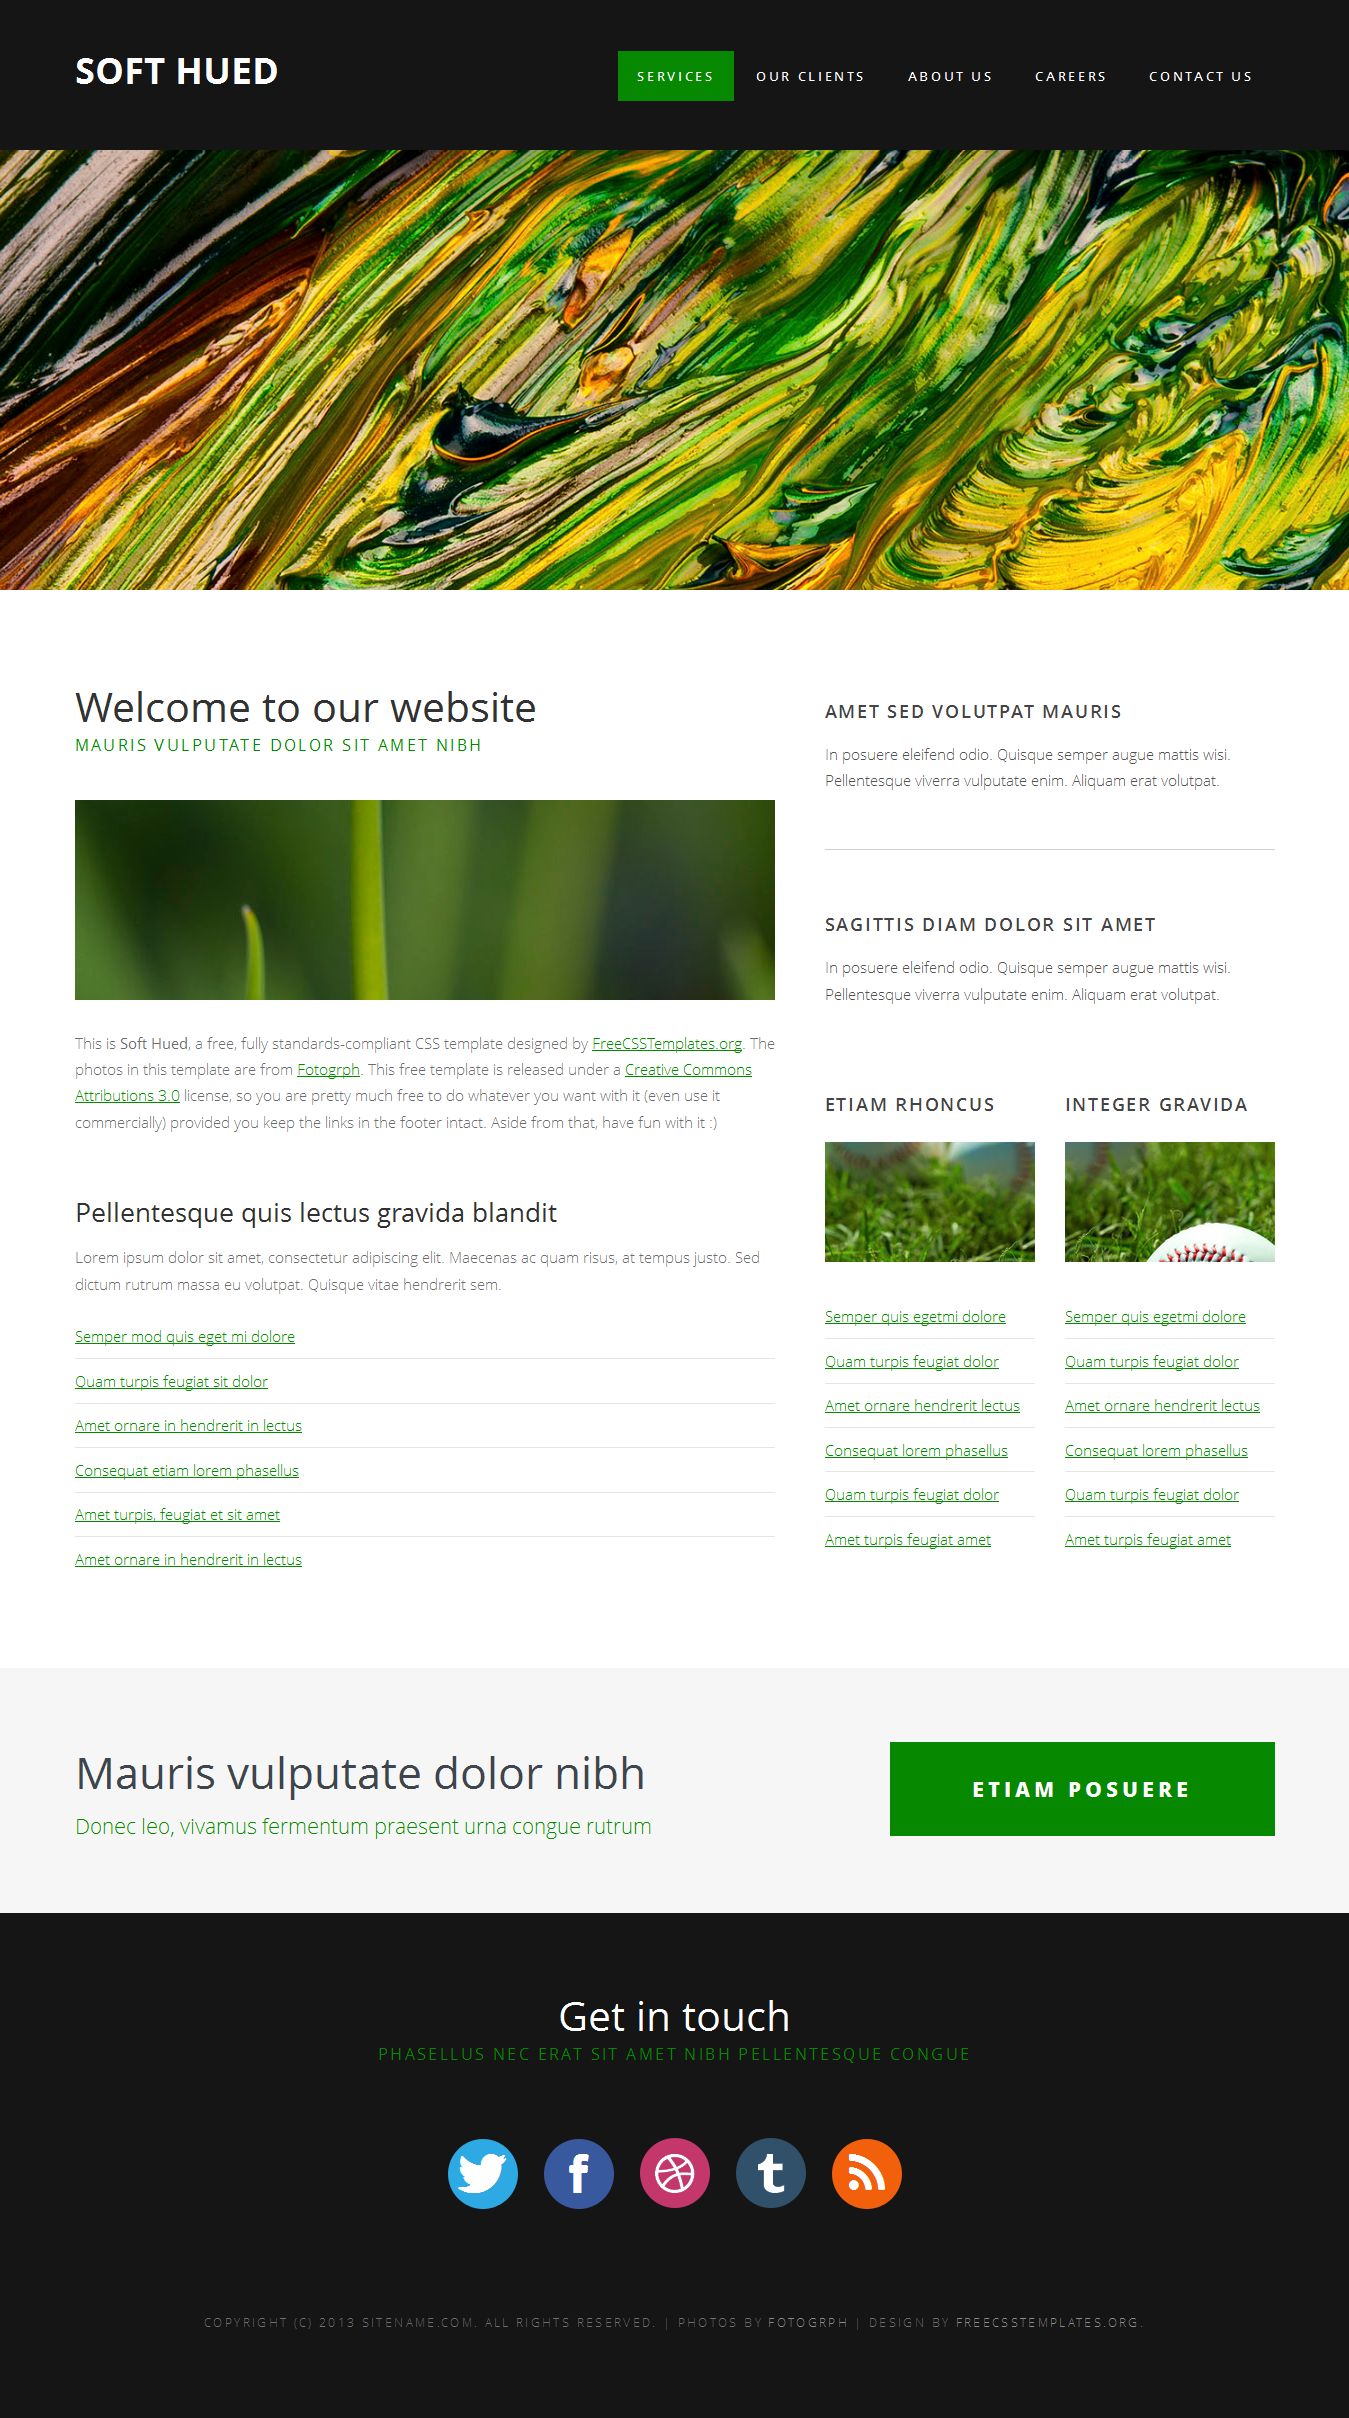 SOFT HUED
SERVICES
OUR CLIENTS
ABOUT US
CAREERS
CONTACT US
Welcome to our website
MAURIS VULPUTATE DOLOR SIT AMET NIBH
This is Soft Hued, a free, fully standards-compliant CSS template designed by FreeCSSTemplates.org. The
photos in this template are from Fotogrph. This free template is released under a Creative Commons
Attributions 3.0 license, so you are pretty much free to do whatever you want with it (even use it
commercially) provided you keep the links in the footer intact. Aside from that, have fun with it :)
Pellentesque quis lectus gravida blandit
Lorem ipsum dolor sit amet, consectetur adipiscing elit. Maecenas ac quam risus, at tempus justo. Sed
dictum rutrum massa eu volutpat. Quisque vitae hendrerit sem.
Semper mod quis eget mi dolore
Quam turpis feugiat sit dolor
Amet ornare in hendrerit in lectus
Consequat etiam lorem phasellus
Amet turpis, feugiat et sit amet
Amet ornare in hendrerit in lectus
AMET SED VOLUTPAT MAURIS
In posuere eleifend odio. Quisque semper augue mattis wisi.
Pellentesque viverra vulputate enim. Aliquam erat volutpat.
SAGITTIS DIAM DOLOR SIT AMET
In posuere eleifend odio. Quisque semper augue mattis wisi.
Pellentesque viverra vulputate enim. Aliquam erat volutpat.
ETIAM RHONCUS
Semper quis egetmi dolore
Quam turpis feugiat dolor
Amet ornare hendrerit lectus
Consequat lorem phasellus
Quam turpis feugiat dolor
Amet turpis feugiat amet
INTEGER GRAVIDA
Semper quis egetmi dolore
Quam turpis feugiat dolor
Amet ornare hendrerit lectus
Consequat lorem phasellus
Quam turpis feugiat dolor
Amet turpis feugiat amet
Mauris vulputate dolor nibh
Donec leo, vivamus fermentum praesent urna congue rutrum
ETIAM POSUERE
Get in touch
PHASELLUS NEC ERAT SIT AMET NIBH PELLENTESQUE CONGUE
COPYRIGHT (C) 2013 SITENAME.COM. ALL RIGHTS RESERVED. | PHOTOS BY FOTOGRPH | DESIGN BY FREECSSTEMPLATES.ORG.